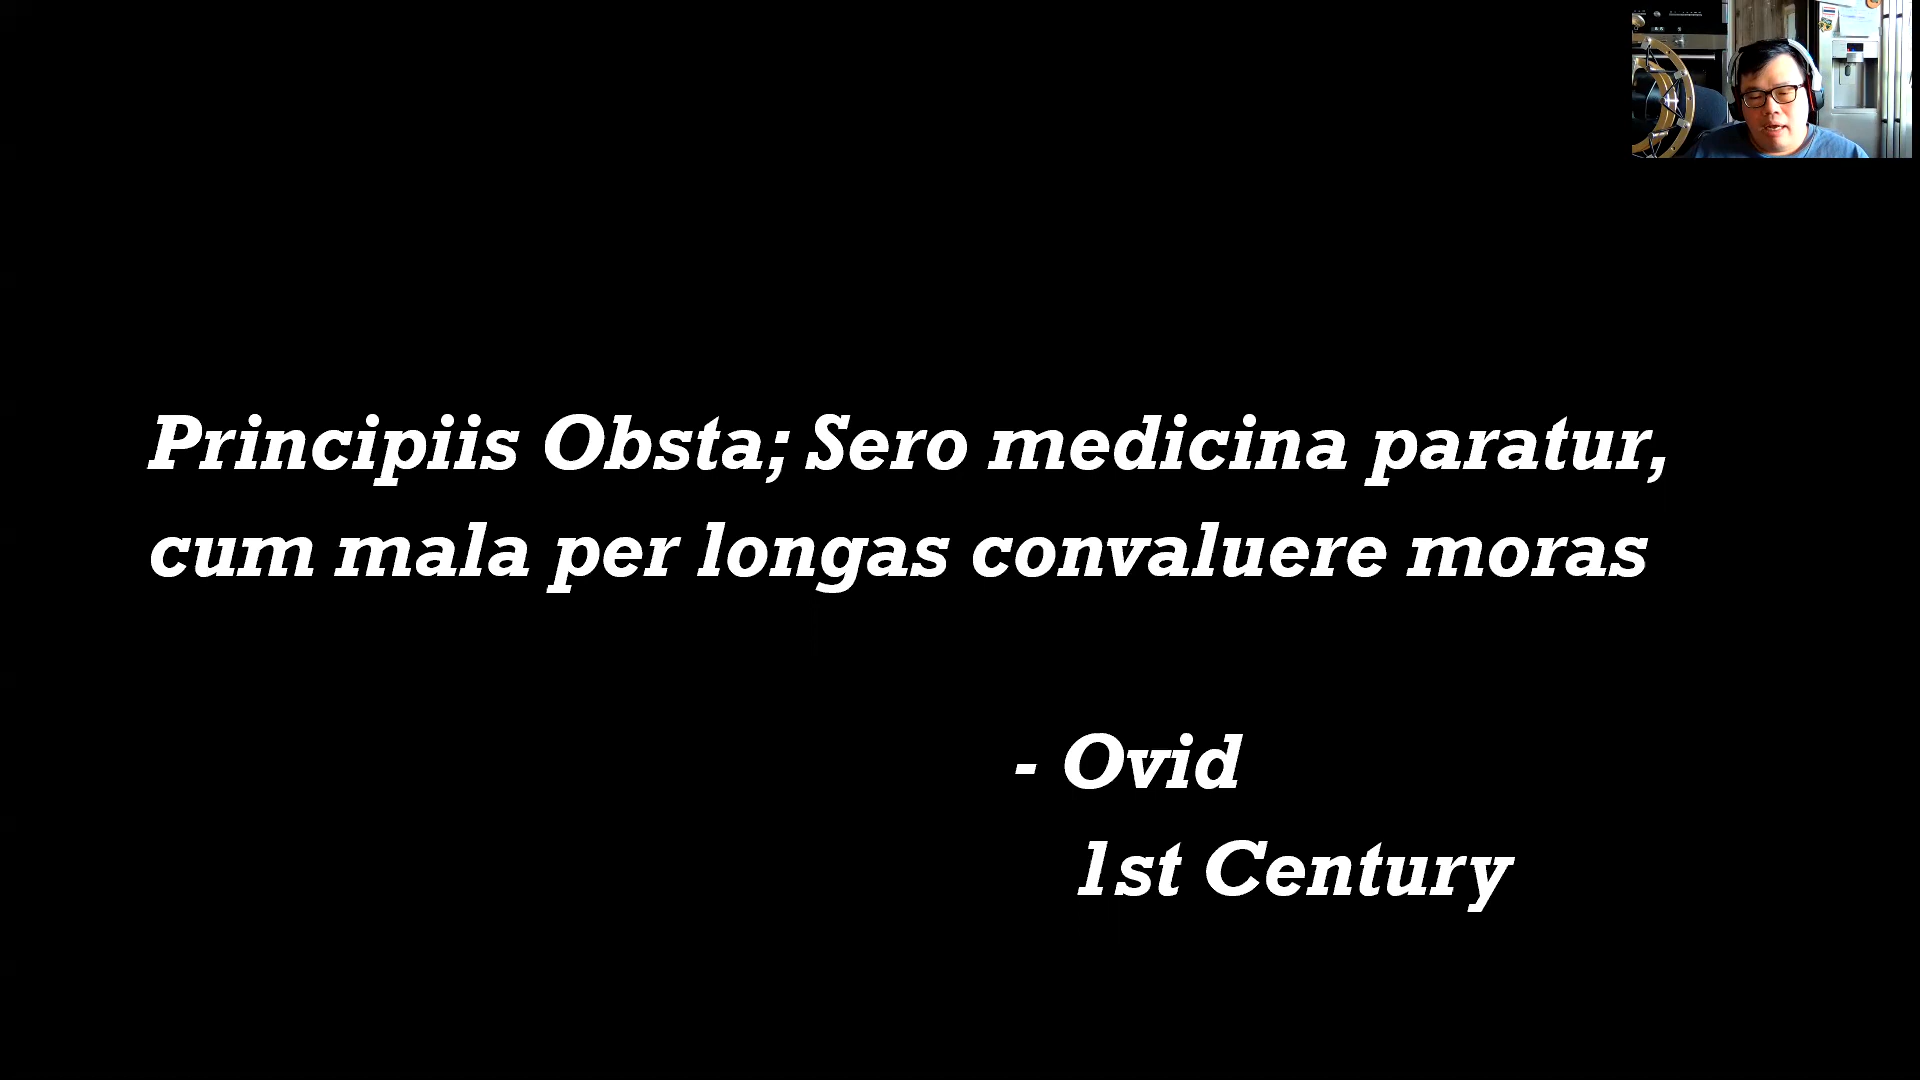 Principiis Obsta; Sero medicina paratur,
cum mala per longas convaluere moras
- Ovid
1st Century